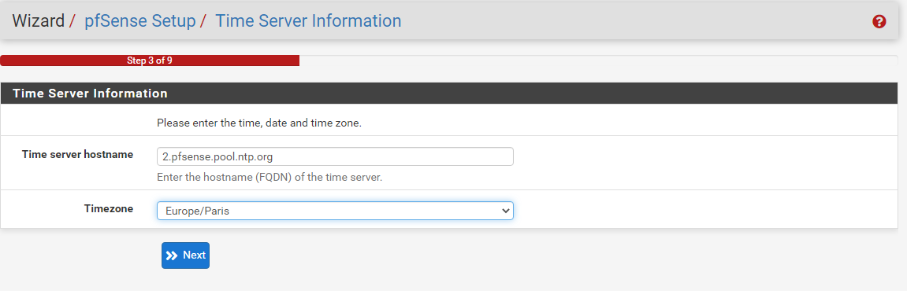 Wizard / pfSense Setup / Time Server Information
Step 3 of 9
Time Server Information
Please enter the time, date and time zone.
Time server hostname 2.pfsense.pool.ntp.org
Enter the hostname (FQDN) of the time server.
Timezone Europe/Paris
Next